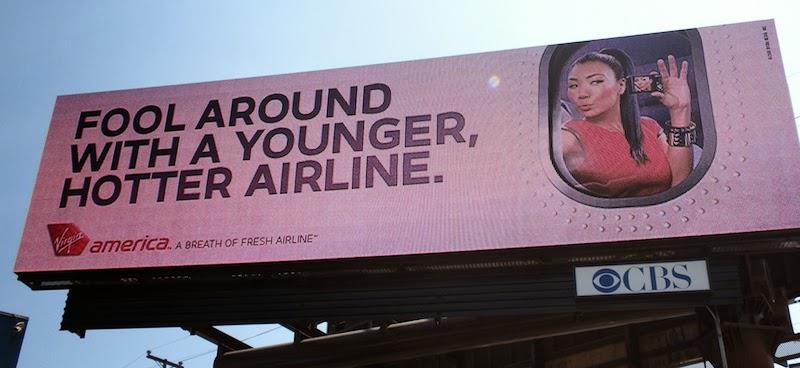 FOOL AROUND
WITH A YOUNGER,
HOTTER AIRLINE.
Virgin america. A BREATH OF FRESH AIRLINE™
CBS